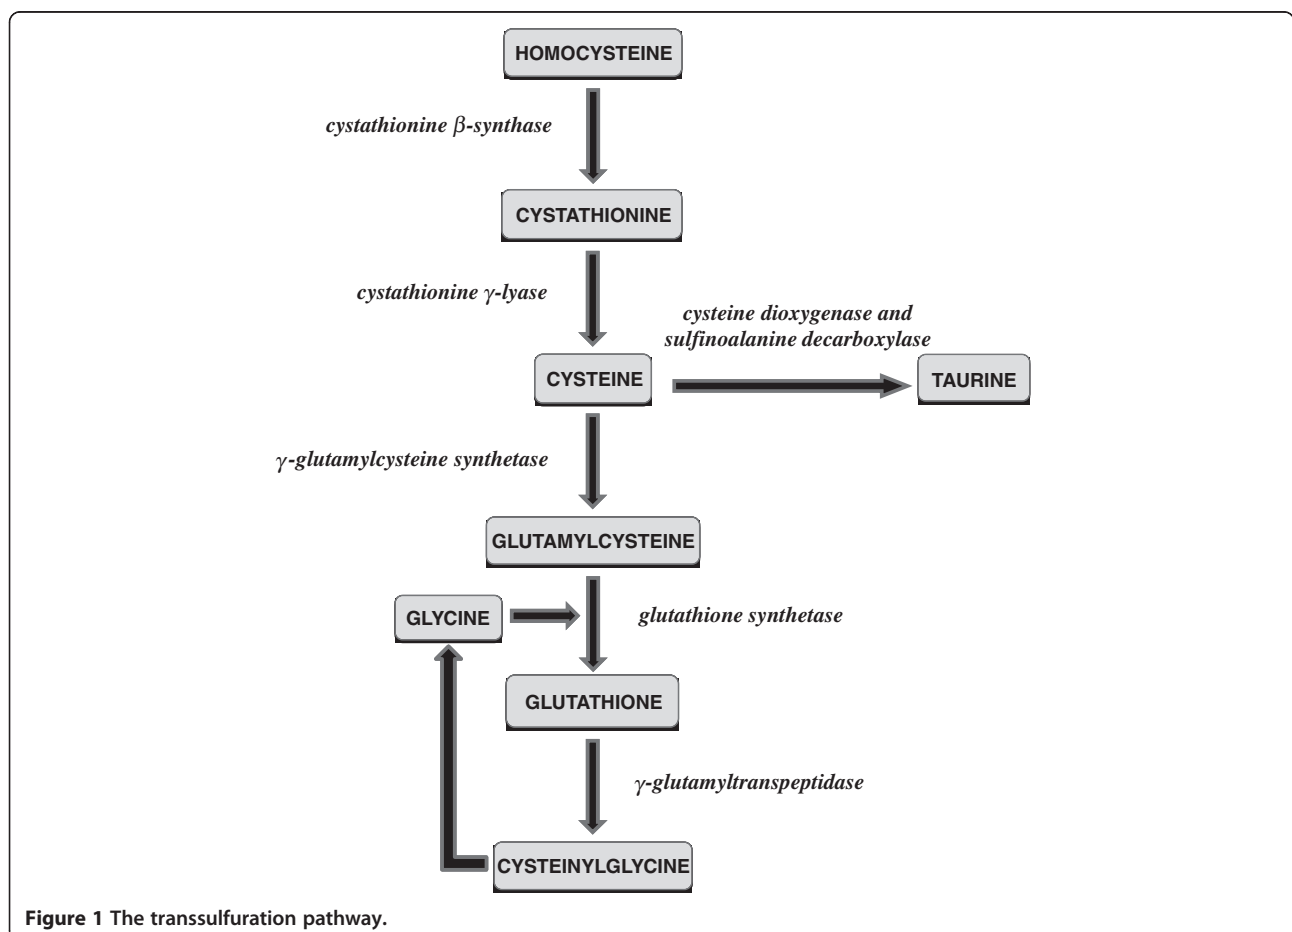 HOMOCYSTEINE
cystathionine β-synthase
CYSTATHIONINE
cystathionine γ-lyase
cysteine dioxygenase and
sulfinoalanine decarboxylase
CYSTEINE
TAURINE
γ-glutamylcysteine synthetase
GLUTAMYLCYSTEINE
GLYCINE
glutathione synthetase
GLUTATHIONE
γ-glutamyltranspeptidase
CYSTEINYLGLYCINE
Figure 1 The transsulfuration pathway.